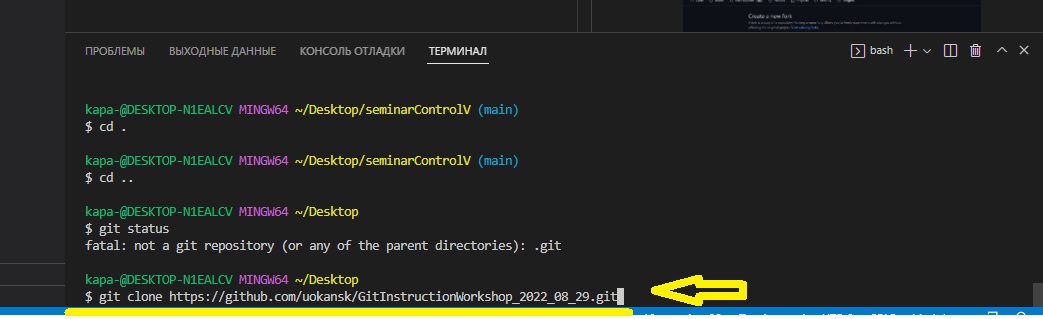 Create a new fork
ПРОБЛЕМЫ ВЫХОДНЫЕ ДАННЫЕ КОНСОЛЬ ОТЛАДКИ ТЕРМИНАЛ bash
kapa-@DESKTOP-N1EALCV MINGW64 ~/Desktop/seminarControlV (main)
$ cd .
kapa-@DESKTOP-N1EALCV MINGW64 ~/Desktop/seminarControlV (main)
$ cd ..
kapa-@DESKTOP-N1EALCV MINGW64 ~/Desktop
$ git status
fatal: not a git repository (or any of the parent directories): .git
kapa-@DESKTOP-N1EALCV MINGW64 ~/Desktop
$ git clone https://github.com/uokansk/GitInstructionWorkshop_2022_08_29.git